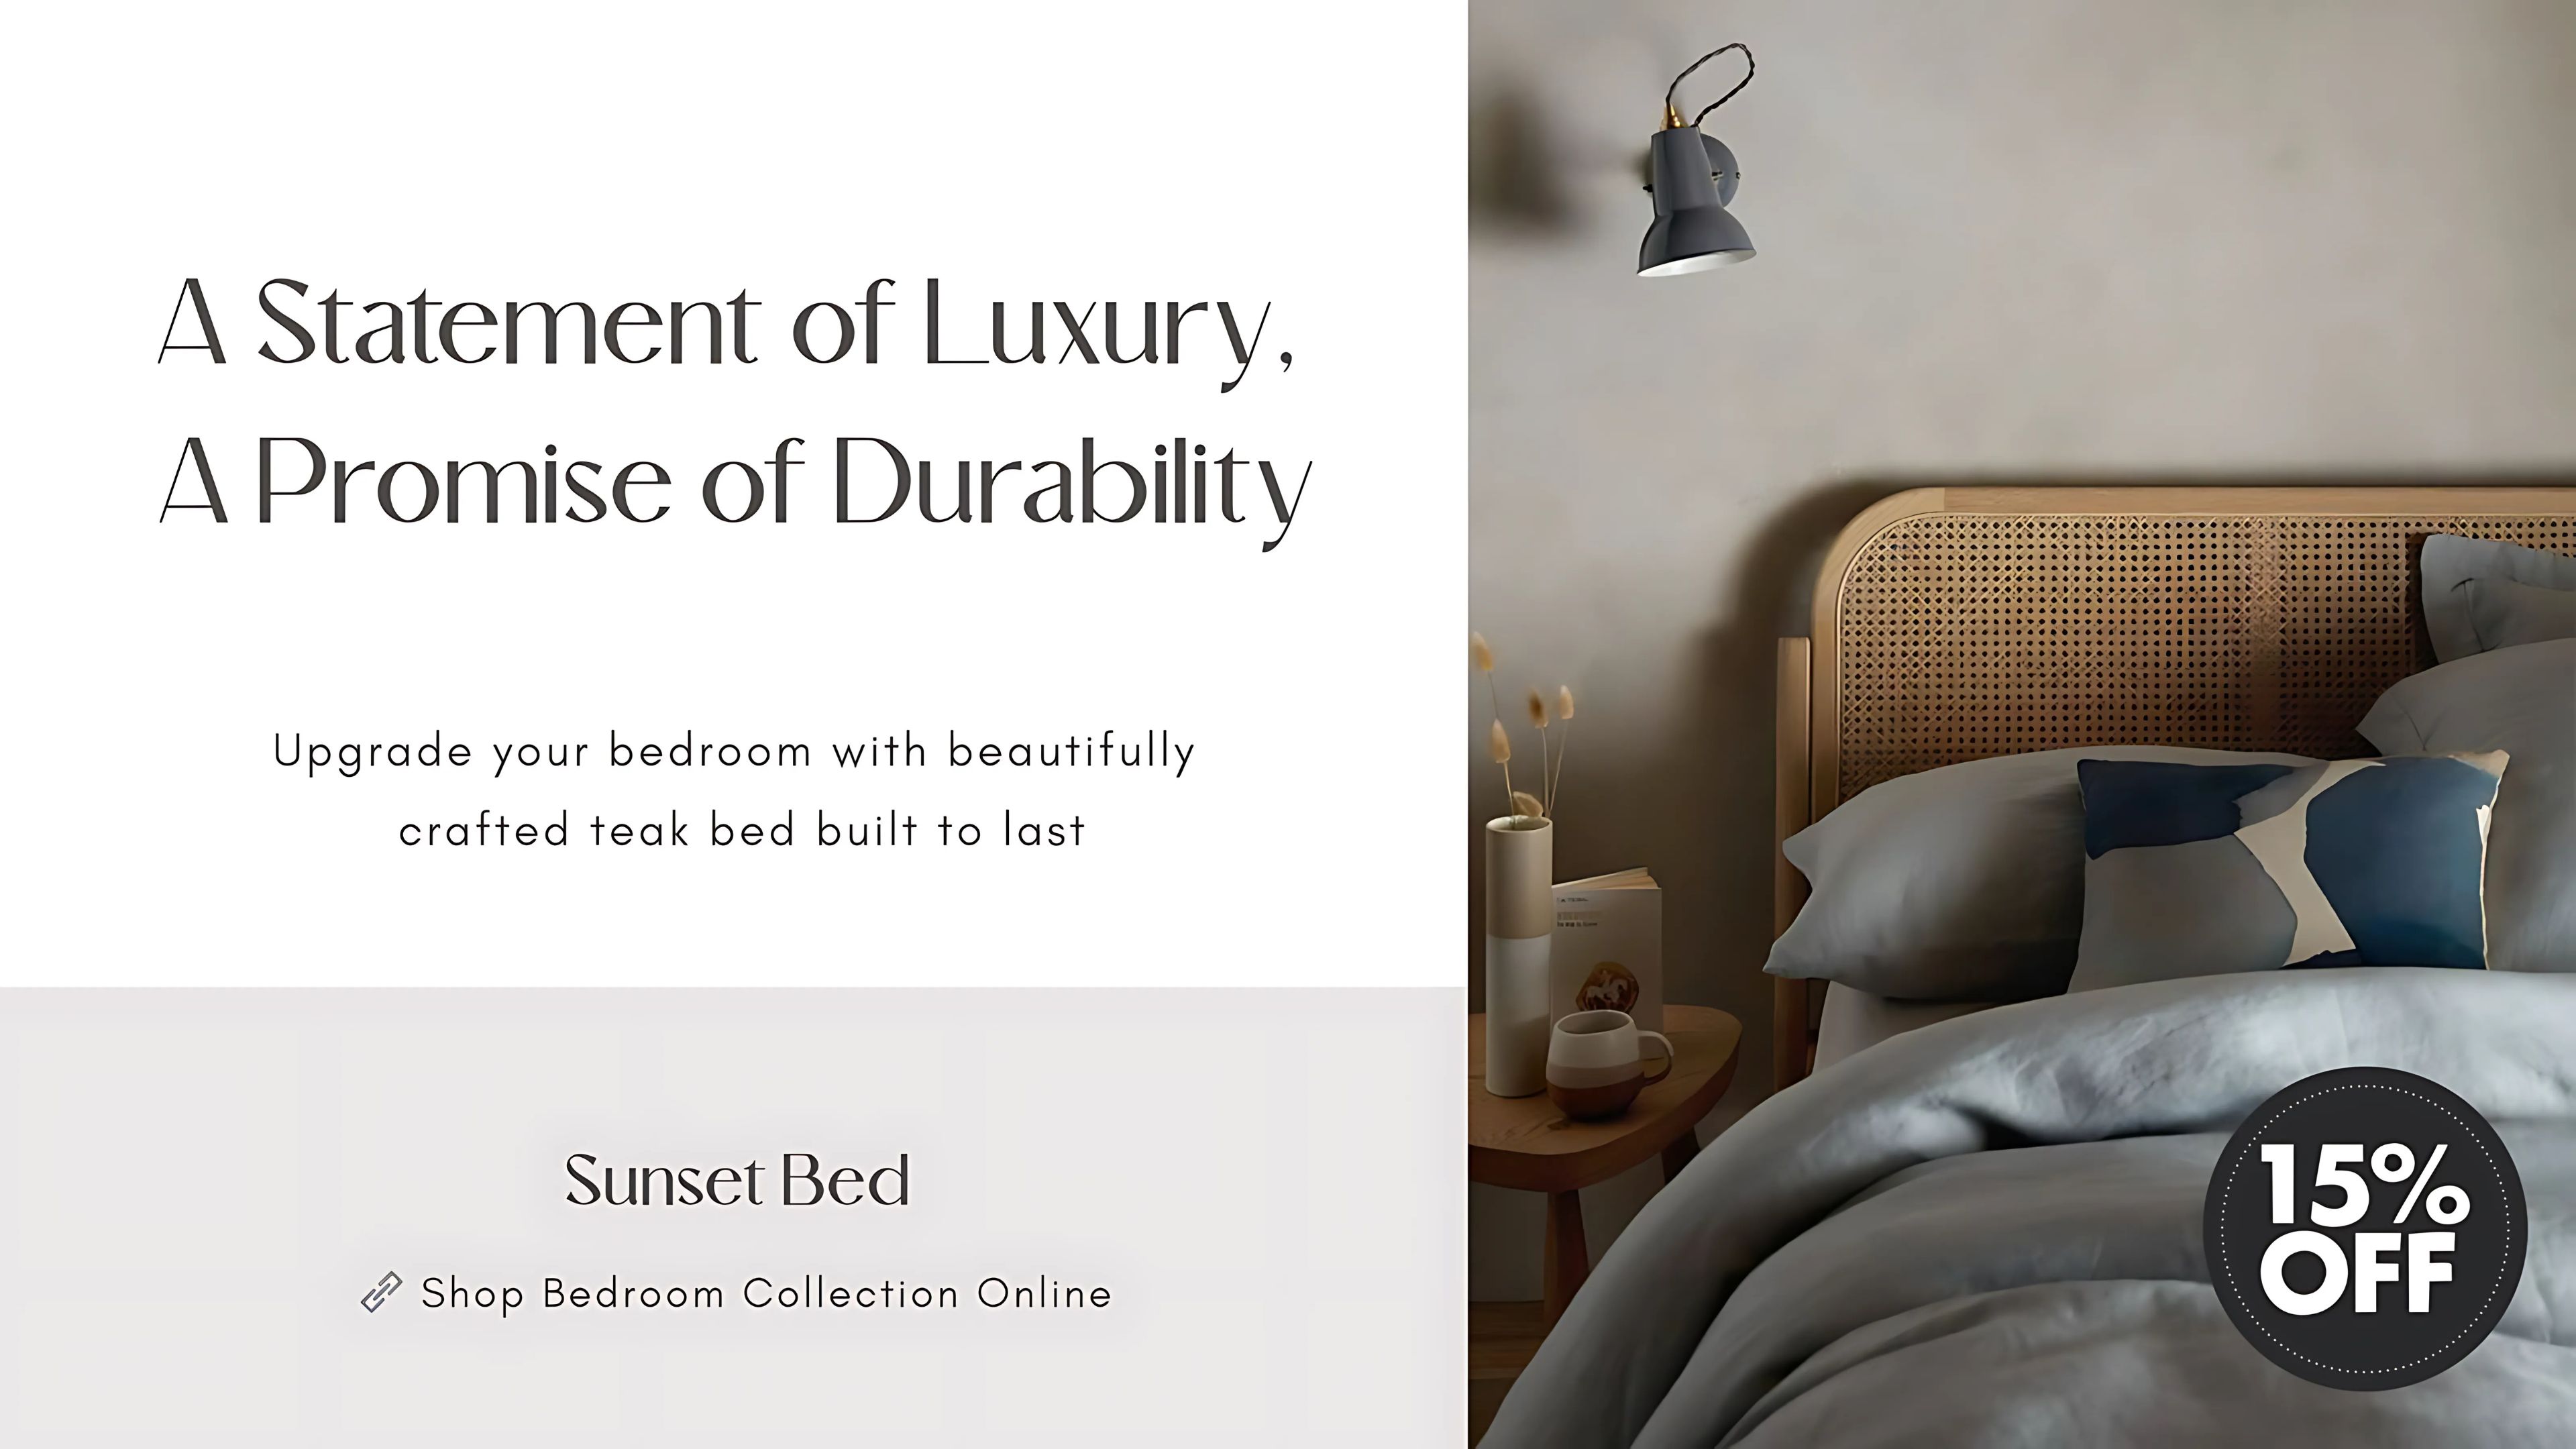 A Statement of Luxury,
A Promise of Durability
Upgrade your bedroom with beautifully
crafted teak bed built to last
Sunset Bed
Shop Bedroom Collection Online
15%
OFF